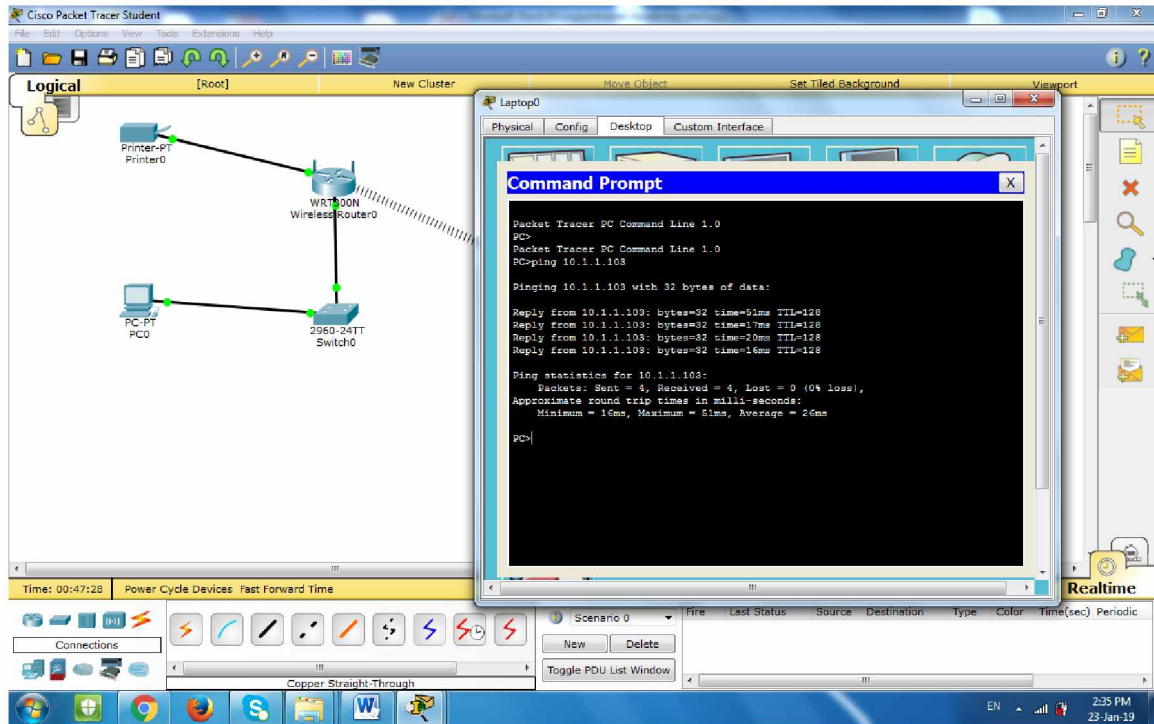 Cisco Packet Tracer Student
File Edit Options View Tools Extensions Help
Logical
[Root]
New Cluster
Move Object
Set Tiled Background
Viewport
Printer-PT
Printer0
WRT300N
Wireless Router0
PC-PT
PC0
2960-24TT
Switch0
Laptop0
Physical Config Desktop Custom Interface
Command Prompt
X
Packet Tracer PC Command Line 1.0
PC>
Packet Tracer PC Command Line 1.0
PC>ping 10.1.1.103
Pinging 10.1.1.103 with 32 bytes of data:
Reply from 10.1.1.103: bytes=32 time=51ms TTL=128
Reply from 10.1.1.103: bytes=32 time=17ms TTL=128
Reply from 10.1.1.103: bytes=32 time=20ms TTL=128
Reply from 10.1.1.103: bytes=32 time=16ms TTL=128
Ping statistics for 10.1.1.103:
Packets: Sent = 4, Received = 4, Lost = 0 (0% loss),
Approximate round trip times in milli-seconds:
Minimum = 16ms, Maximum = 51ms, Average = 26ms
PC>
Time: 00:47:28 Power Cycle Devices Fast Forward Time
Realtime
Connections
Copper Straight-Through
Scenario 0
New Delete
Toggle PDU List Window
Fire Last Status Source Destination Type Color Time(sec) Periodic
EN
2:35 PM
23-Jan-19